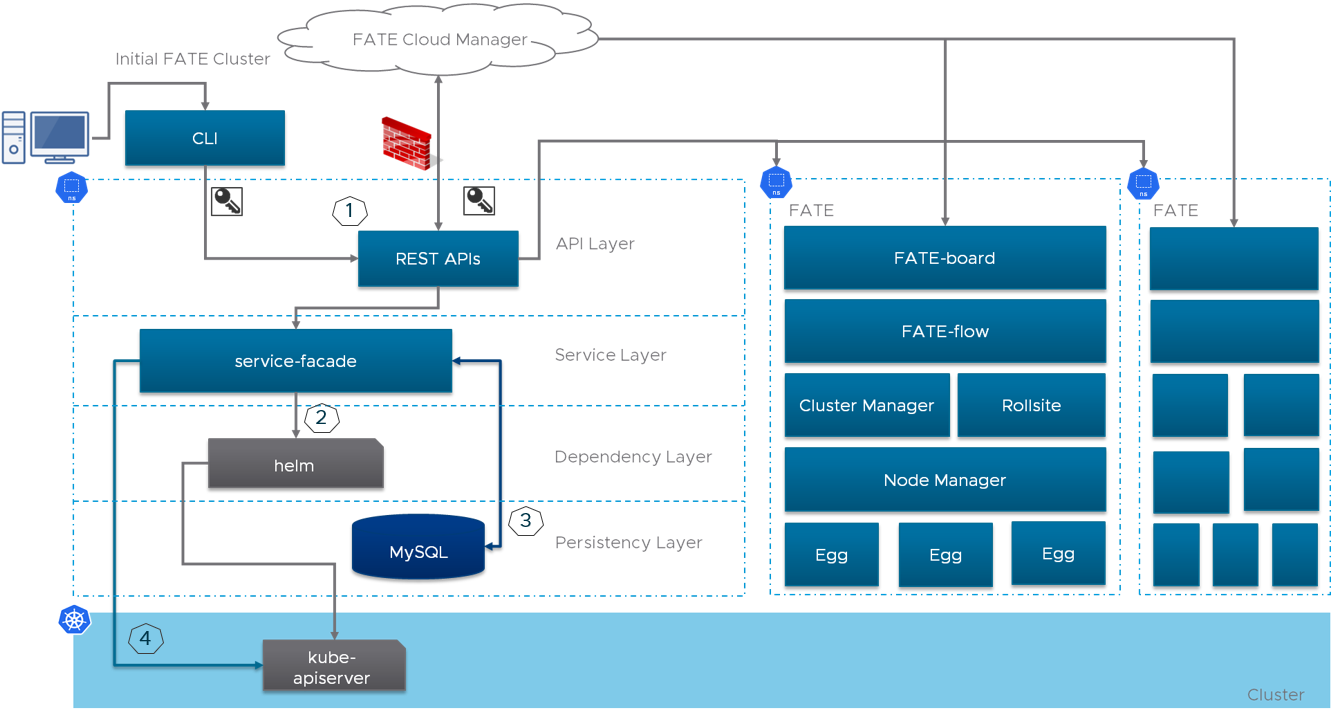 FATE Cloud Manager
Initial FATE Cluster
CLI
ns
ns
ns
1
FATE
FATE
REST APIs
API Layer
FATE-board
FATE-flow
service-facade
Service Layer
Cluster Manager
Rollsite
2
helm
Dependency Layer
Node Manager
3
MySQL
Persistency Layer
Egg
Egg
Egg
4
kube-
apiserver
Cluster